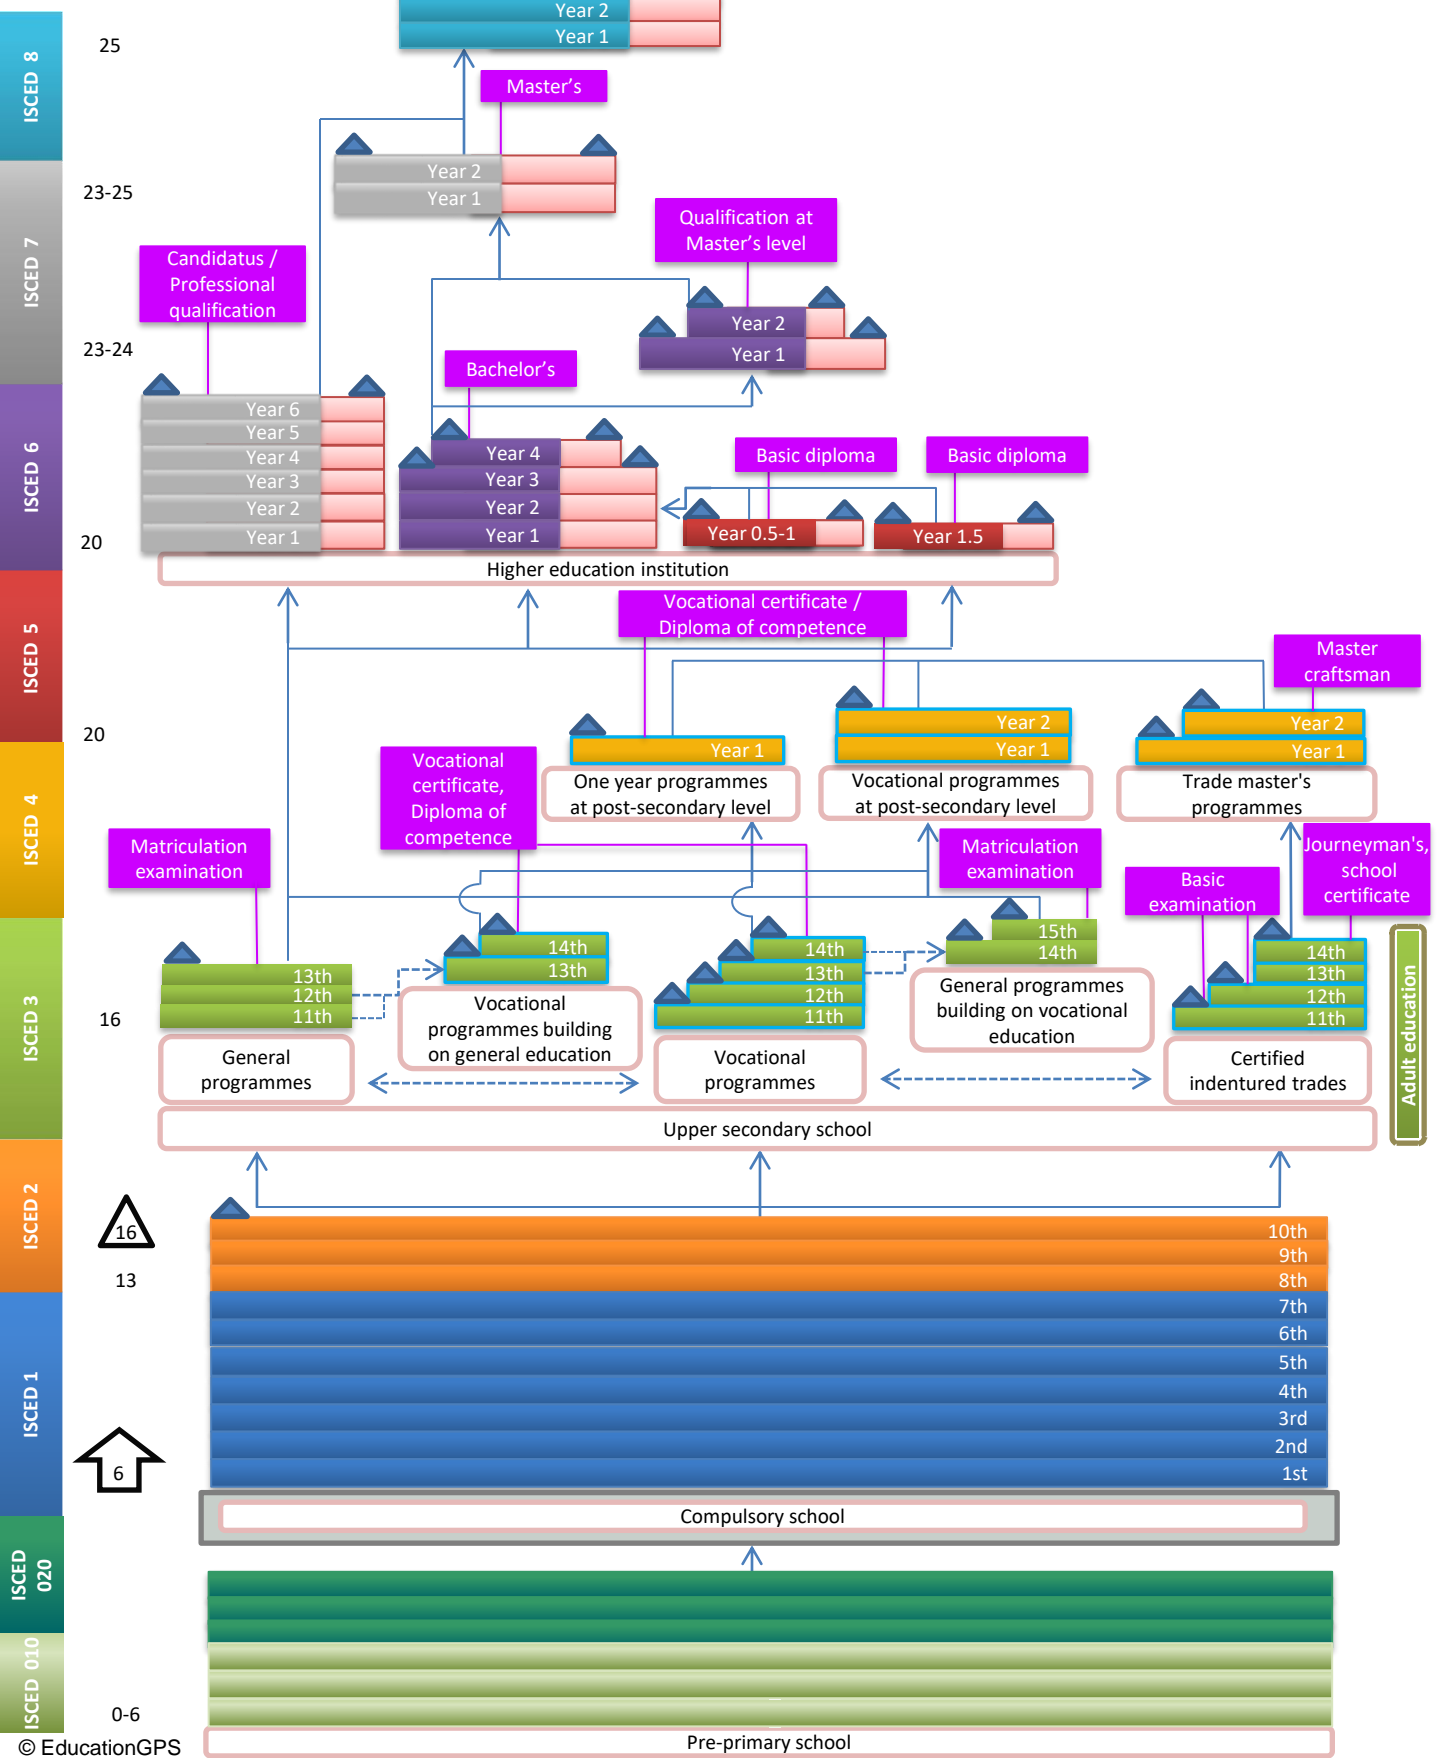 Year 2
Year 1
25
ISCED 8
Master's
Year 2
Year 1
23-25
ISCED 7
Qualification at
Master's level
Candidatus /
Professional
qualification
Year 2
Year 1
23-24
Bachelor's
Year 6
Year 5
Year 4
Year 3
Year 2
Year 1
Year 4
Year 3
Year 2
Year 1
Basic diploma
Basic diploma
Year 0.5-1
Year 1.5
ISCED 6
20
Higher education institution
Vocational certificate /
Diploma of competence
ISCED 5
Master
craftsman
20
Year 1
Year 2
Year 1
Year 2
Year 1
One year programmes
at post-secondary level
Vocational programmes
at post-secondary level
Trade master's
programmes
Vocational
certificate,
Diploma of
competence
ISCED 4
Matriculation
examination
Matriculation
examination
Basic
examination
Journeyman's,
school
certificate
13th
12th
11th
14th
13th
14th
13th
12th
11th
15th
14th
14th
13th
12th
11th
ISCED 3
16
General
programmes
Vocational
programmes building
on general education
Vocational
programmes
General programmes
building on vocational
education
Certified
indentured trades
Adult education
Upper secondary school
ISCED 2
16
13
10th
9th
8th
7th
6th
5th
4th
3rd
2nd
1st
ISCED 1
6
Compulsory school
ISCED
020
ISCED 010
0-6
Pre-primary school
© EducationGPS